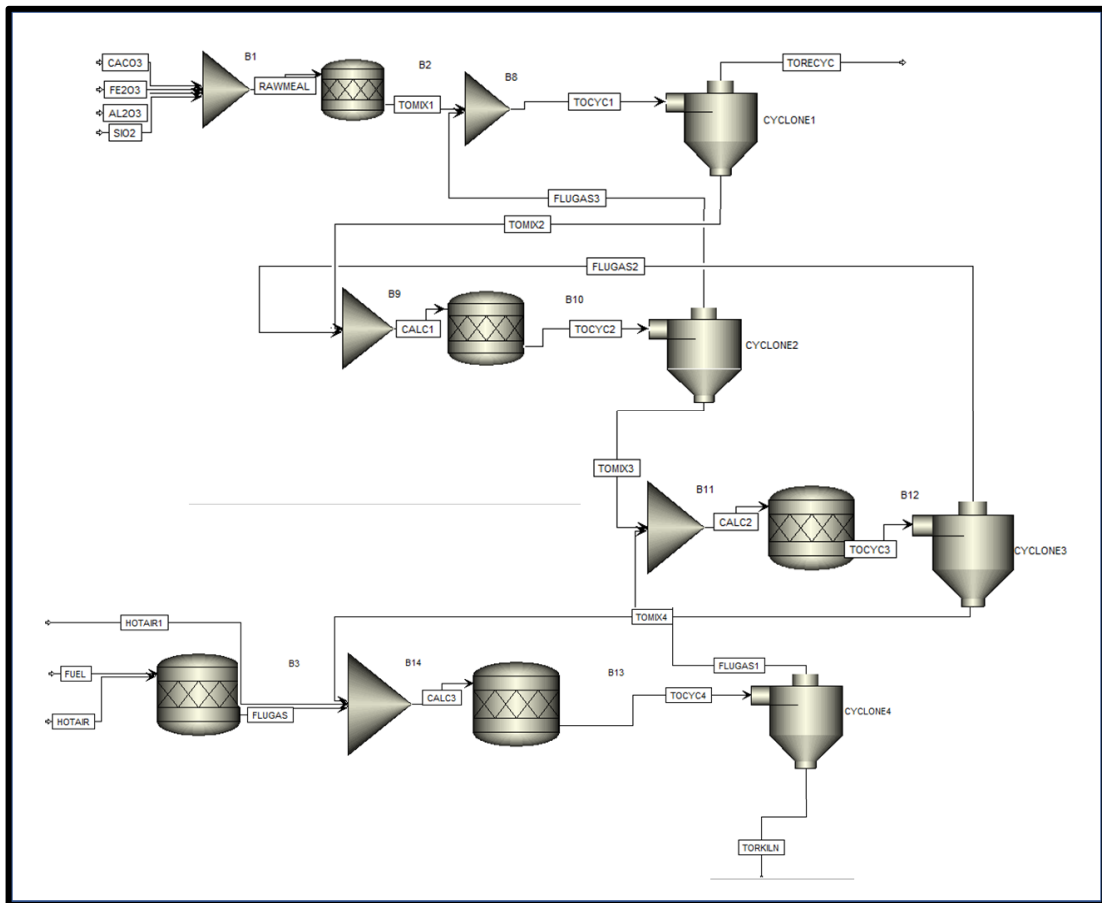 CACO3
FE2O3
AL2O3
SIO2
B1
RAWMEAL
B2
TOMIX1
B8
TOCYC1
TORECYC
CYCLONE1
FLUGAS3
TOMIX2
FLUGAS2
B9
CALC1
B10
TOCYC2
CYCLONE2
TOMIX3
B11
CALC2
B12
TOCYC3
CYCLONE3
HOTAIR1
TOMIX4
FUEL
HOTAIR
B3
FLUGAS
B14
CALC3
B13
FLUGAS1
TOCYC4
CYCLONE4
TORKILN